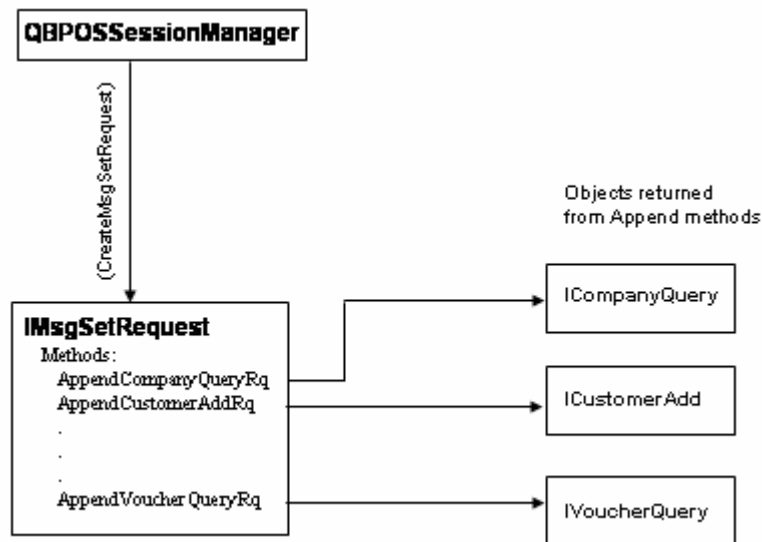 QBPOSSessionManager
(CreateMsgSetRequest)
Objects returned
from Append methods
ICompanyQuery
IMsgSetRequest
Methods:
AppendCompanyQueryRq
AppendCustomerAddRq
.
.
.
AppendVoucherQueryRq
ICustomerAdd
IVoucherQuery